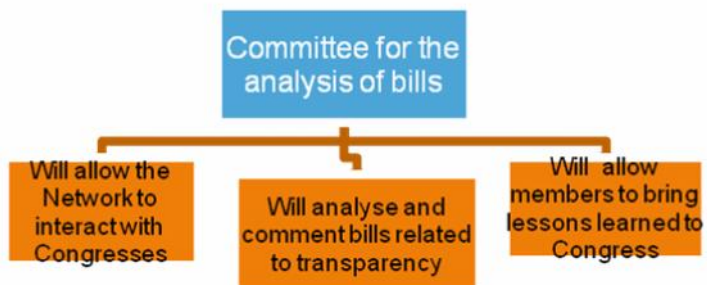 Committee for the
analysis of bills
Will allow the
Network to
interact with
Congresses
Will analyse and
comment bills related
to transparency
Will allow
members to bring
lessons learned to
Congress